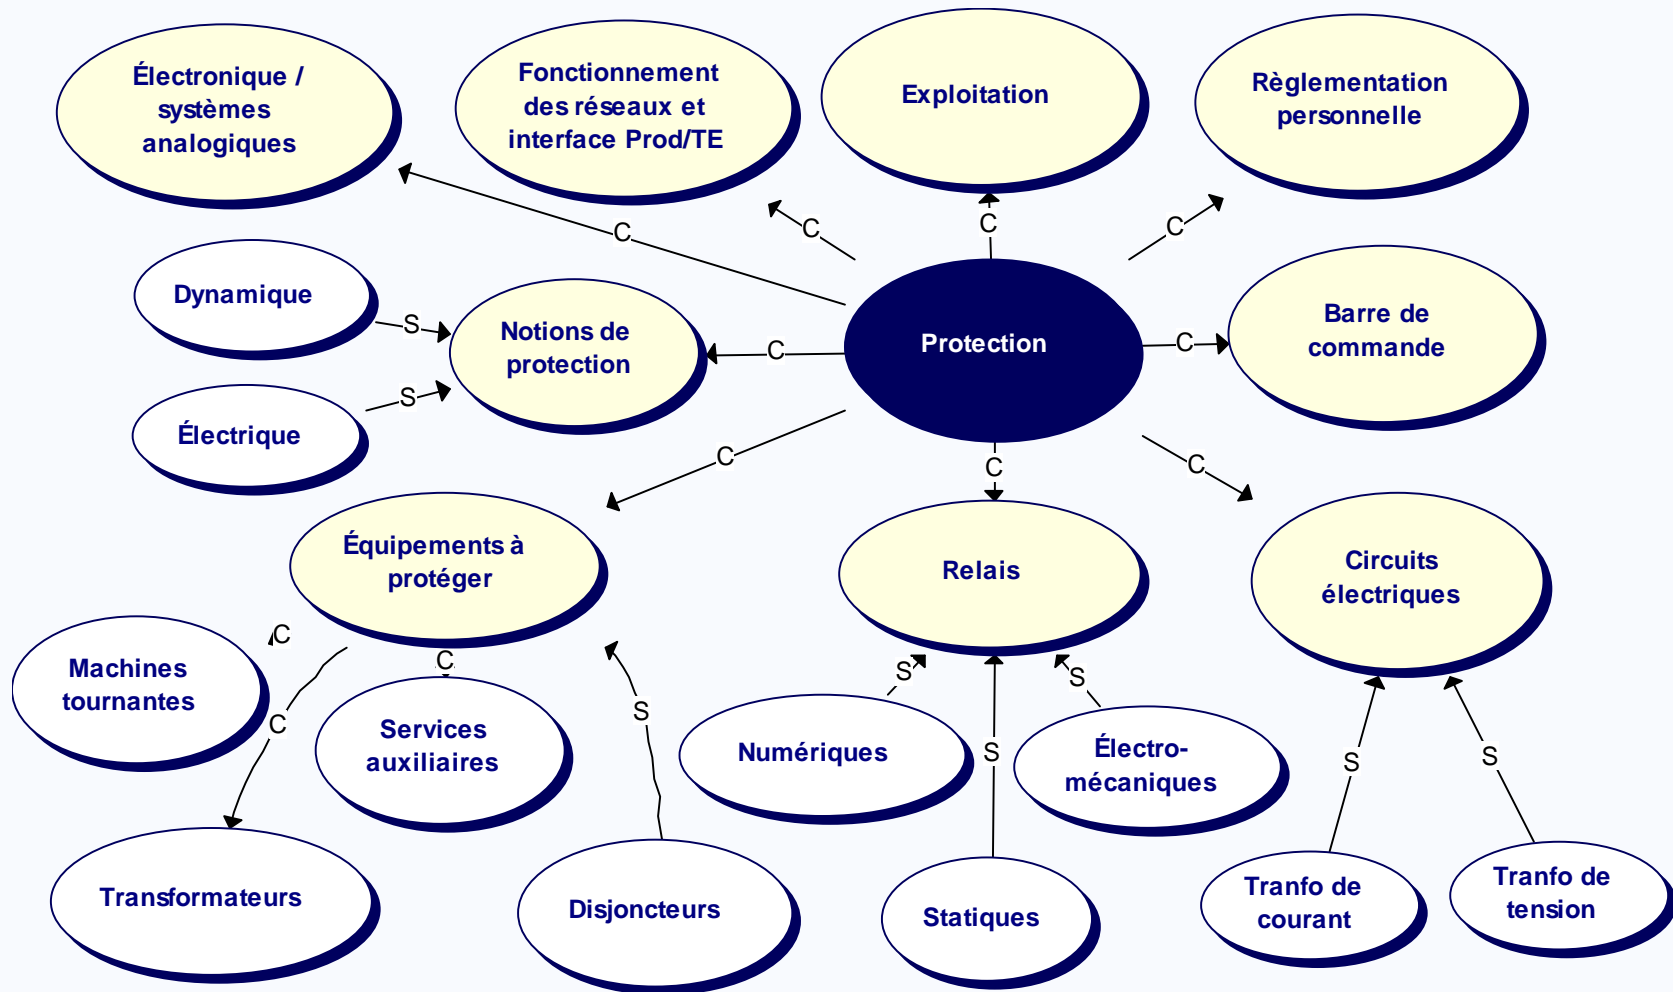 Électronique /
systèmes
analogiques
Fonctionnement
des réseaux et
interface Prod/TE
Exploitation
Règlementation
personnelle
C
C
C
C
Dynamique
S
Notions de
protection
C
Protection
C
Barre de
commande
Électrique
S
C
C
C
Équipements à
protéger
Relais
Circuits
électriques
C
C
C
S
Machines
tournantes
Services
auxiliaires
S
S
S
Numériques
Électro-
mécaniques
S
S
Transformateurs
Disjoncteurs
Statiques
Tranfo de
courant
Tranfo de
tension